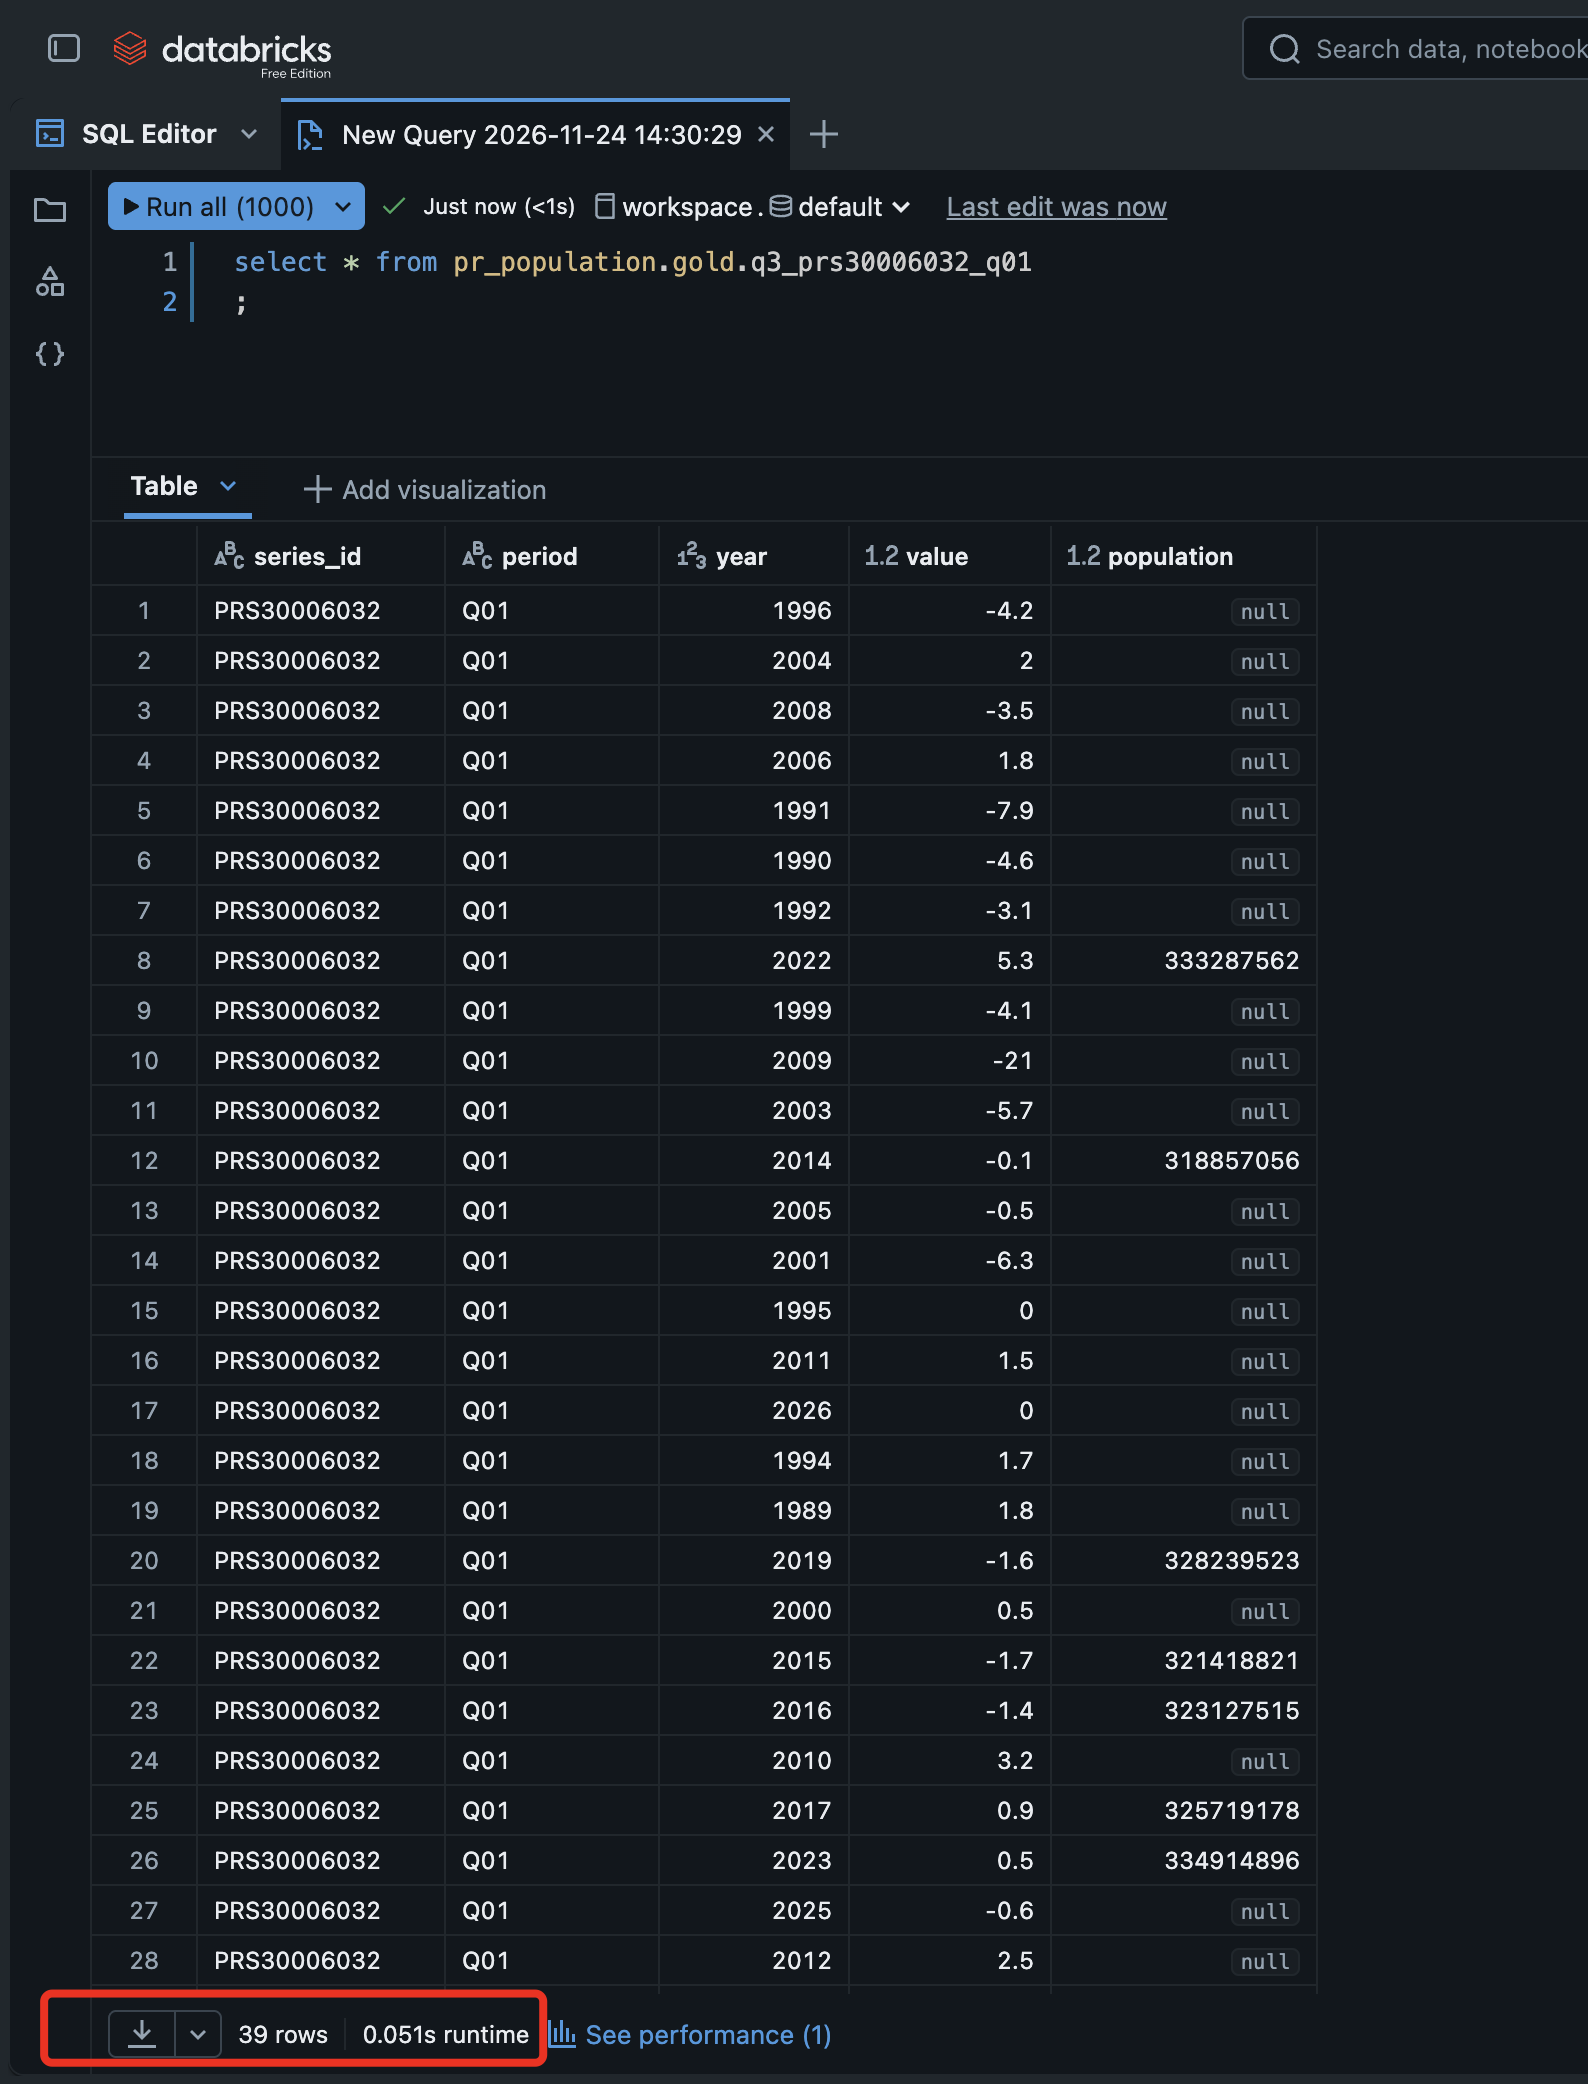 databricks
Free Edition
Search data, notebook
SQL Editor
New Query 2026-11-24 14:30:29
Run all (1000) Just now (<1s) workspace . default Last edit was now
1 select * from pr_population.gold.q3_prs30006032_q01
2 ;
Table Add visualization
series_id period year 1.2 value 1.2 population
1 PRS30006032 Q01 1996 -4.2 null
2 PRS30006032 Q01 2004 2 null
3 PRS30006032 Q01 2008 -3.5 null
4 PRS30006032 Q01 2006 1.8 null
5 PRS30006032 Q01 1991 -7.9 null
6 PRS30006032 Q01 1990 -4.6 null
7 PRS30006032 Q01 1992 -3.1 null
8 PRS30006032 Q01 2022 5.3 333287562
9 PRS30006032 Q01 1999 -4.1 null
10 PRS30006032 Q01 2009 -21 null
11 PRS30006032 Q01 2003 -5.7 null
12 PRS30006032 Q01 2014 -0.1 318857056
13 PRS30006032 Q01 2005 -0.5 null
14 PRS30006032 Q01 2001 -6.3 null
15 PRS30006032 Q01 1995 0 null
16 PRS30006032 Q01 2011 1.5 null
17 PRS30006032 Q01 2026 0 null
18 PRS30006032 Q01 1994 1.7 null
19 PRS30006032 Q01 1989 1.8 null
20 PRS30006032 Q01 2019 -1.6 328239523
21 PRS30006032 Q01 2000 0.5 null
22 PRS30006032 Q01 2015 -1.7 321418821
23 PRS30006032 Q01 2016 -1.4 323127515
24 PRS30006032 Q01 2010 3.2 null
25 PRS30006032 Q01 2017 0.9 325719178
26 PRS30006032 Q01 2023 0.5 334914896
27 PRS30006032 Q01 2025 -0.6 null
28 PRS30006032 Q01 2012 2.5 null
39 rows 0.051s runtime See performance (1)